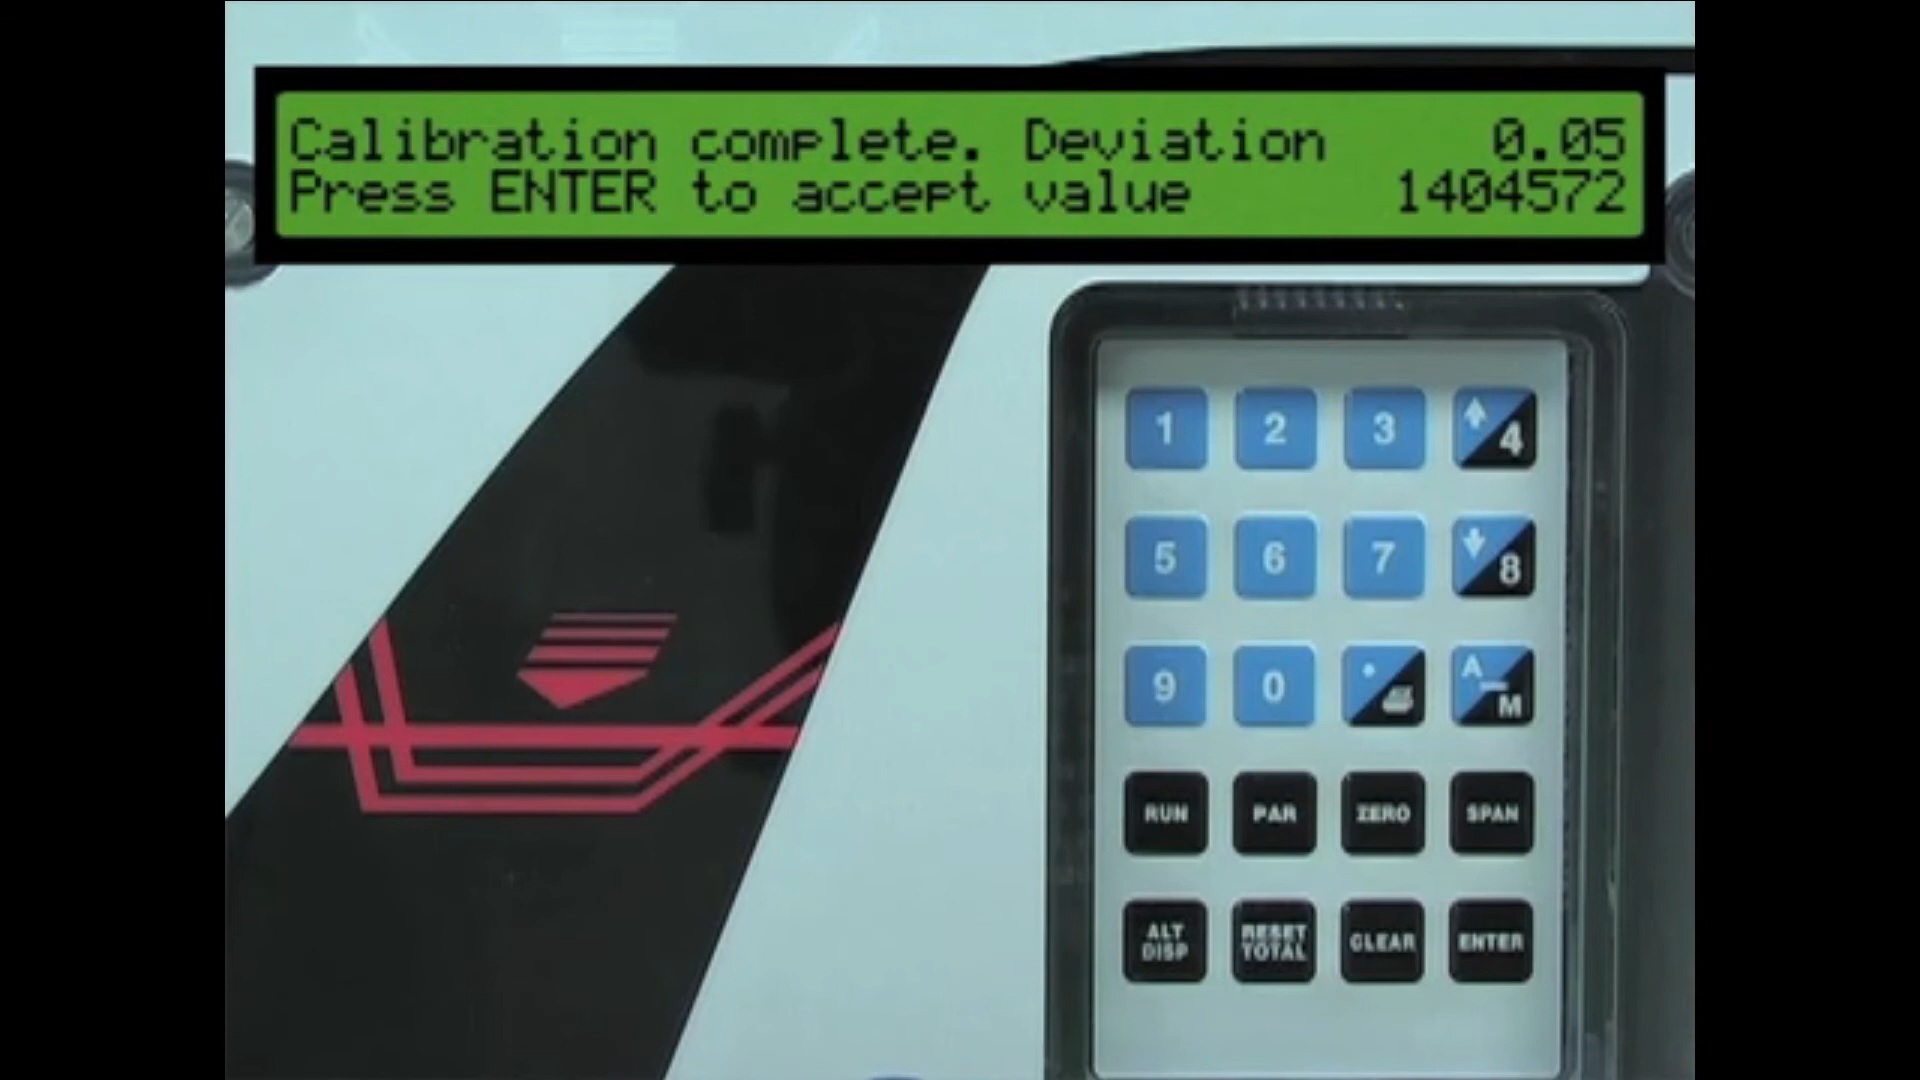 Calibration complete. Deviation 0.05
Press ENTER to accept value 1404572
1 2 3 4
5 6 7 8
9 0 . A M
RUN PAR ZERO SPAN
ALT DISP RESET TOTAL CLEAR ENTER